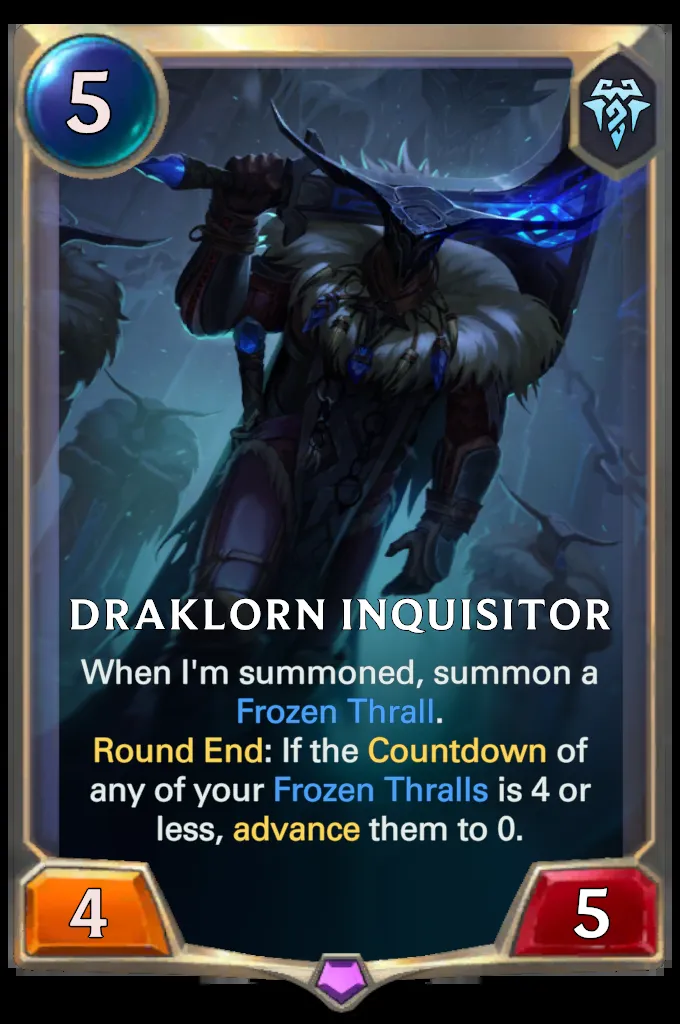 5
DRAKLORN INQUISITOR
When I'm summoned, summon a
Frozen Thrall.
Round End: If the Countdown of
any of your Frozen Thralls is 4 or
less, advance them to 0.
4
5